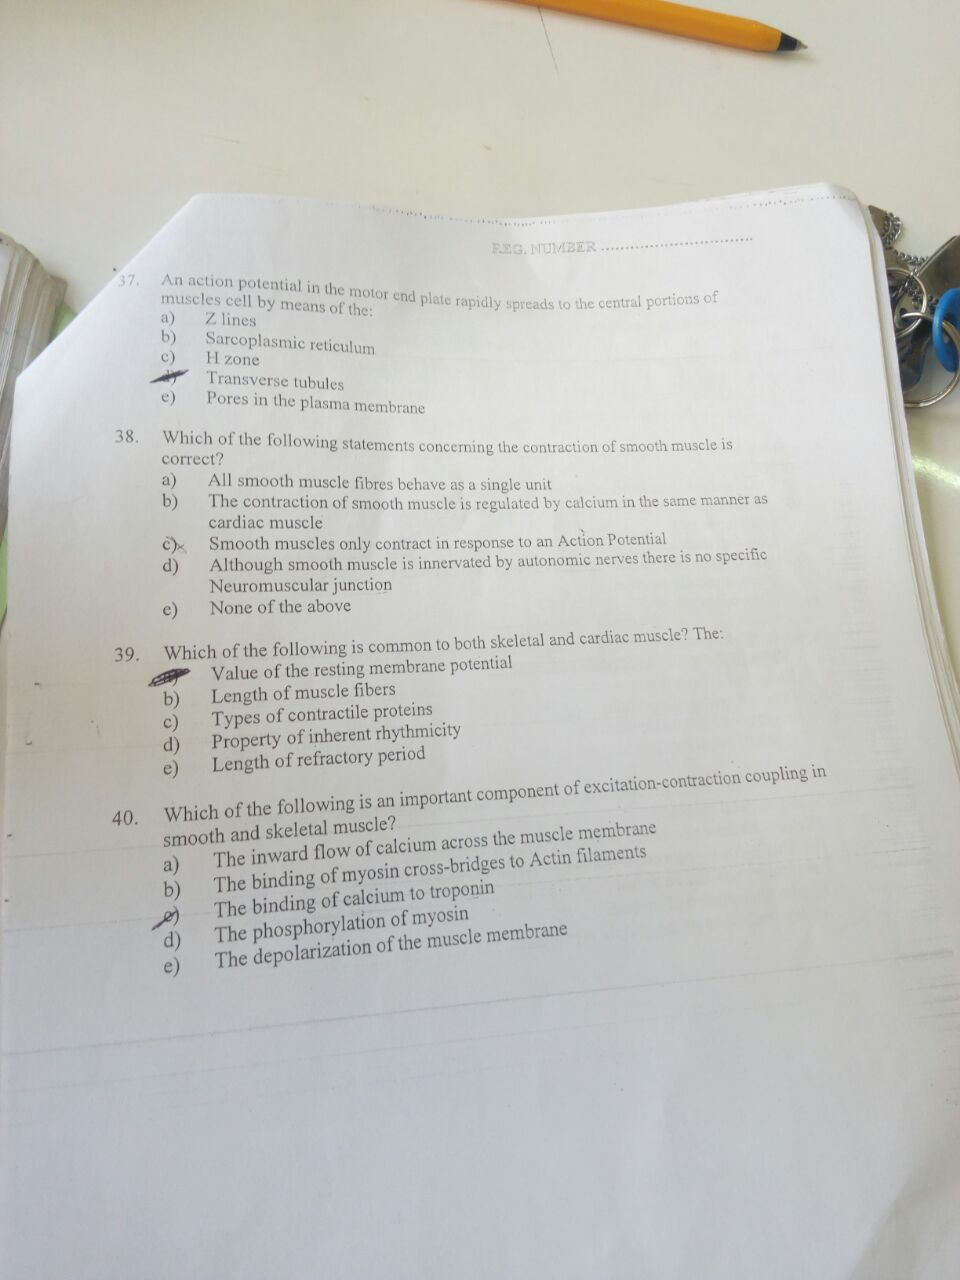 REG. NUMBER ..............................
37. An action potential in the motor end plate rapidly spreads to the central portions of
muscles cell by means of the:
a) Z lines
b) Sarcoplasmic reticulum
c) H zone
d) Transverse tubules
e) Pores in the plasma membrane
38. Which of the following statements concerning the contraction of smooth muscle is
correct?
a) All smooth muscle fibres behave as a single unit
b) The contraction of smooth muscle is regulated by calcium in the same manner as
cardiac muscle
c) Smooth muscles only contract in response to an Action Potential
d) Although smooth muscle is innervated by autonomic nerves there is no specific
Neuromuscular junction
e) None of the above
39. Which of the following is common to both skeletal and cardiac muscle? The:
Value of the resting membrane potential
b) Length of muscle fibers
c) Types of contractile proteins
d) Property of inherent rhythmicity
e) Length of refractory period
40. Which of the following is an important component of excitation-contraction coupling in
smooth and skeletal muscle?
a) The inward flow of calcium across the muscle membrane
b) The binding of myosin cross-bridges to Actin filaments
c) The binding of calcium to troponin
d) The phosphorylation of myosin
e) The depolarization of the muscle membrane